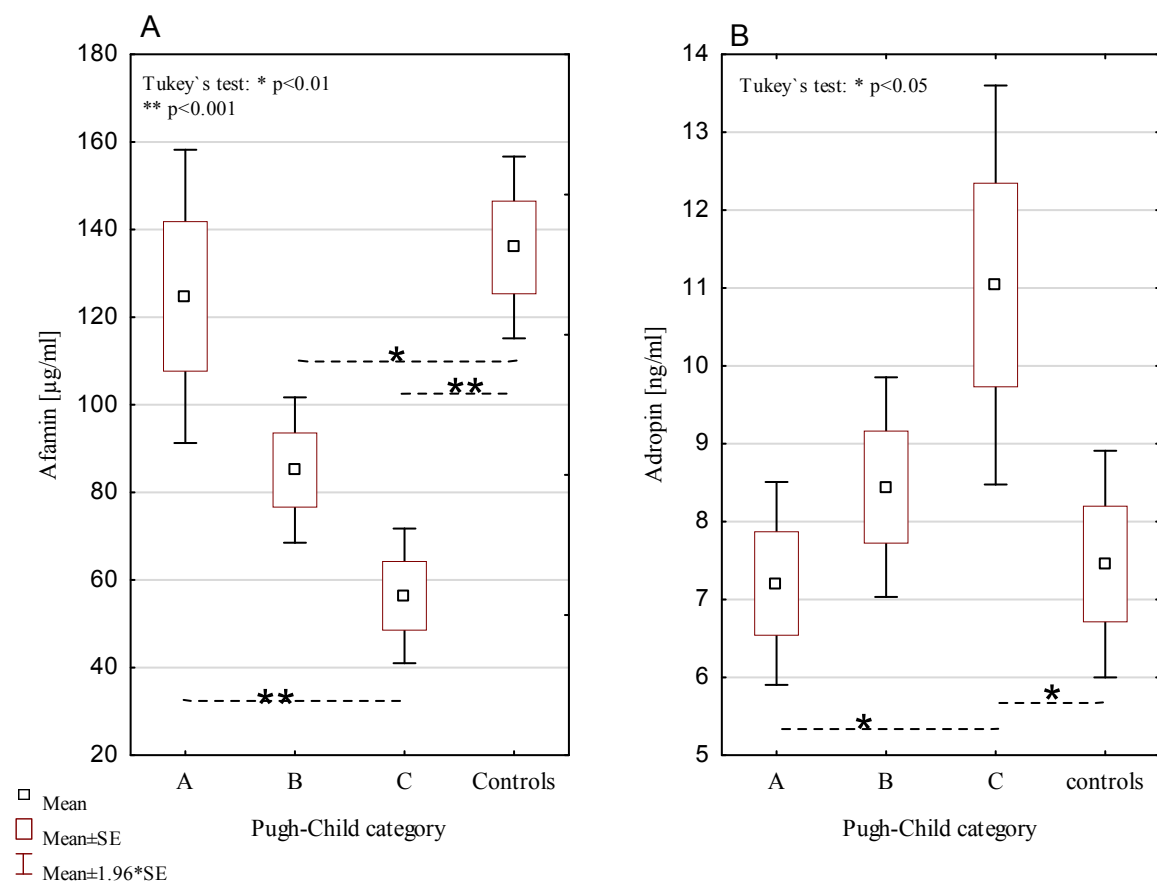 A
Tukey`s test: * p<0.01
** p<0.001
180
160
140
120
100
80
60
40
20
Afamin [µg/ml]
*
**
**
A B C Controls
Pugh-Child category
B
Tukey`s test: * p<0.05
14
13
12
11
10
9
8
7
6
5
Adropin [ng/ml]
*
*
A B C controls
Pugh-Child category
Mean
Mean±SE
Mean±1.96*SE